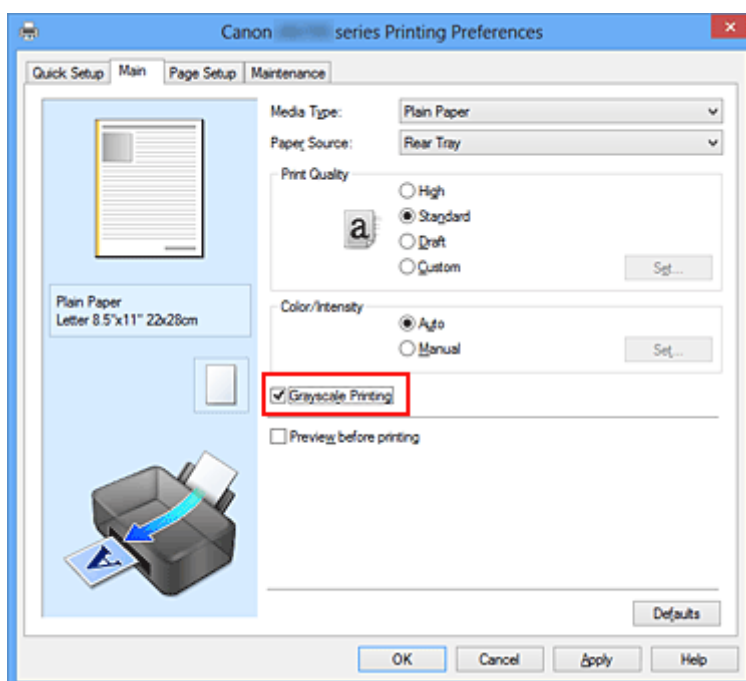 Canon series Printing Preferences
Quick Setup Main Page Setup Maintenance
Media Type: Plain Paper
Paper Source: Rear Tray
Print Quality
High
a
Standard
Draft
Custom Set...
Plain Paper
Letter 8.5"x11" 22x28cm
Color/Intensity
Auto
Manual Set...
Grayscale Printing
Preview before printing
A
Defaults
OK Cancel Apply Help